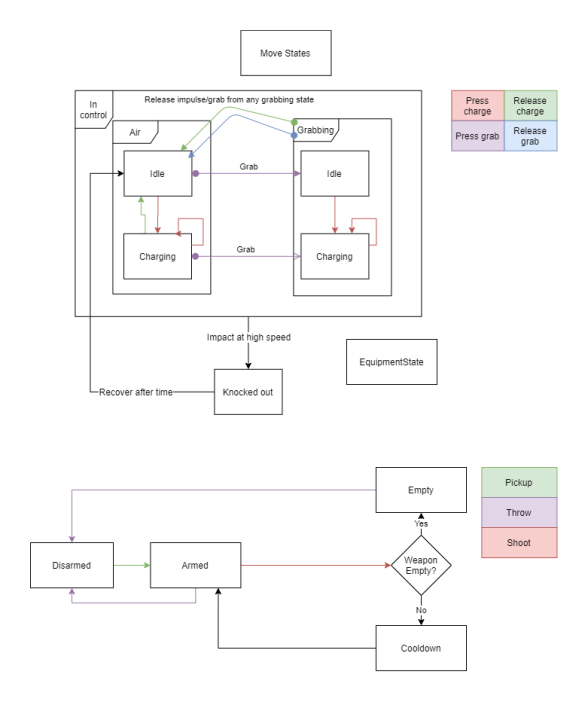 Move States
In
control
Release impulse/grab from any grabbing state
Press
charge
Release
charge
Press grab
Release
grab
Air
Grabbing
Idle
Grab
Idle
Charging
Grab
Charging
Impact at high speed
EquipmentState
Recover after time
Knocked out
Empty
Pickup
Throw
Shoot
Yes
Disarmed
Armed
Weapon
Empty?
No
Cooldown